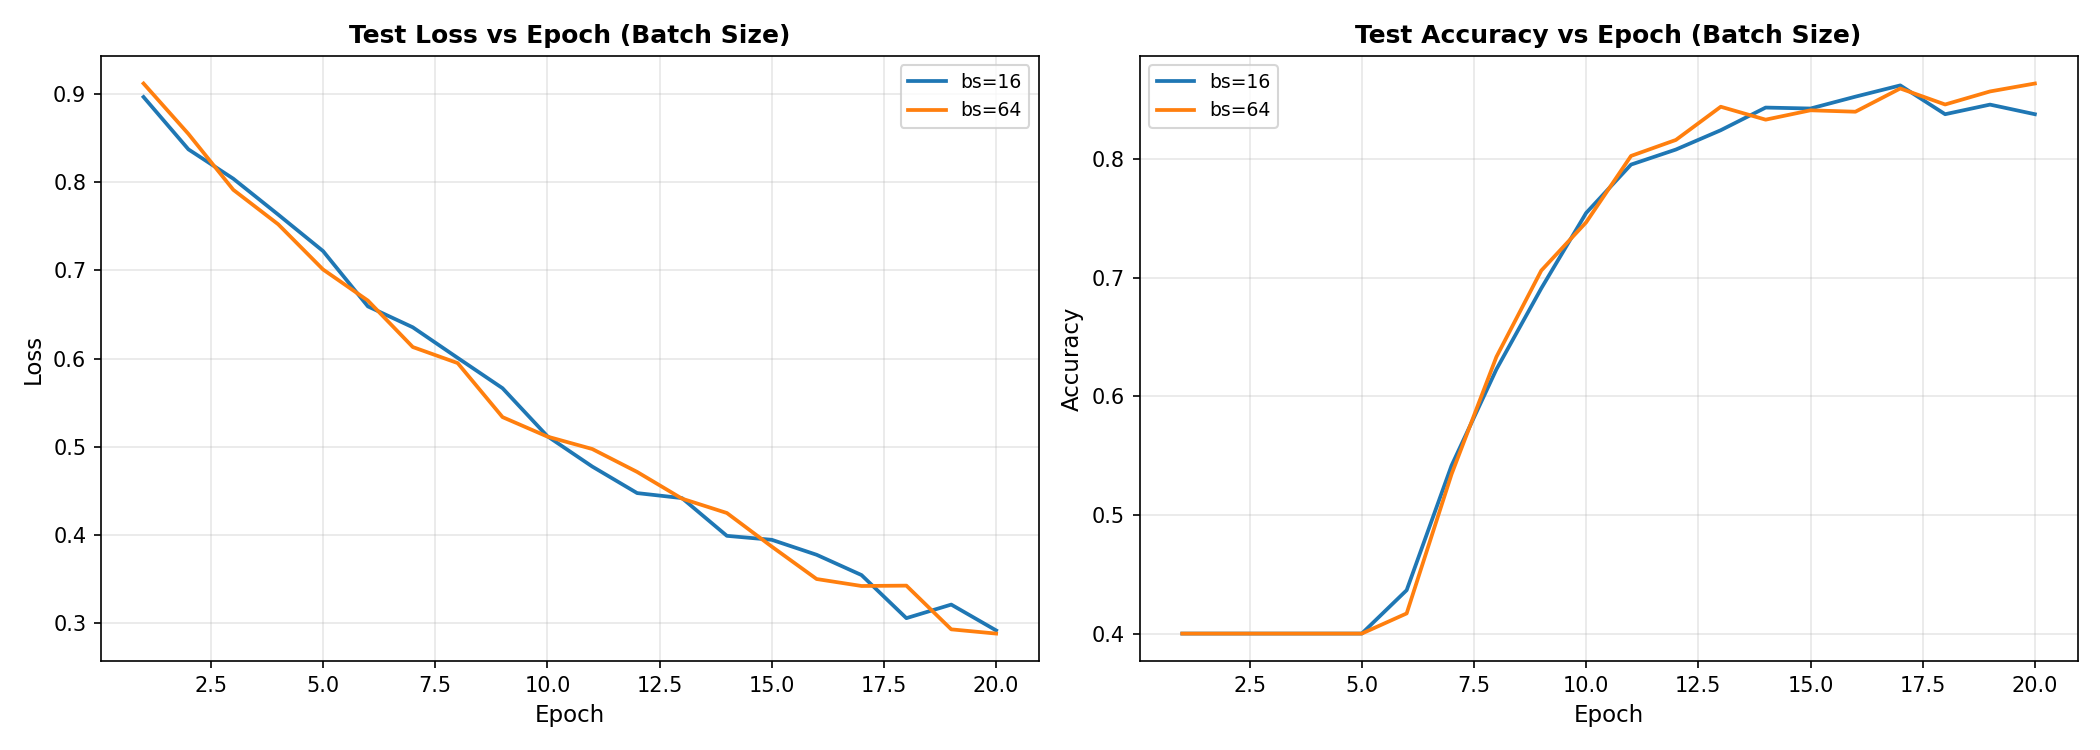 Test Loss vs Epoch (Batch Size)
bs=16
bs=64
0.9
0.8
0.7
0.6
0.5
0.4
0.3
Loss
2.5 5.0 7.5 10.0 12.5 15.0 17.5 20.0
Epoch
Test Accuracy vs Epoch (Batch Size)
bs=16
bs=64
0.8
0.7
0.6
0.5
0.4
Accuracy
2.5 5.0 7.5 10.0 12.5 15.0 17.5 20.0
Epoch